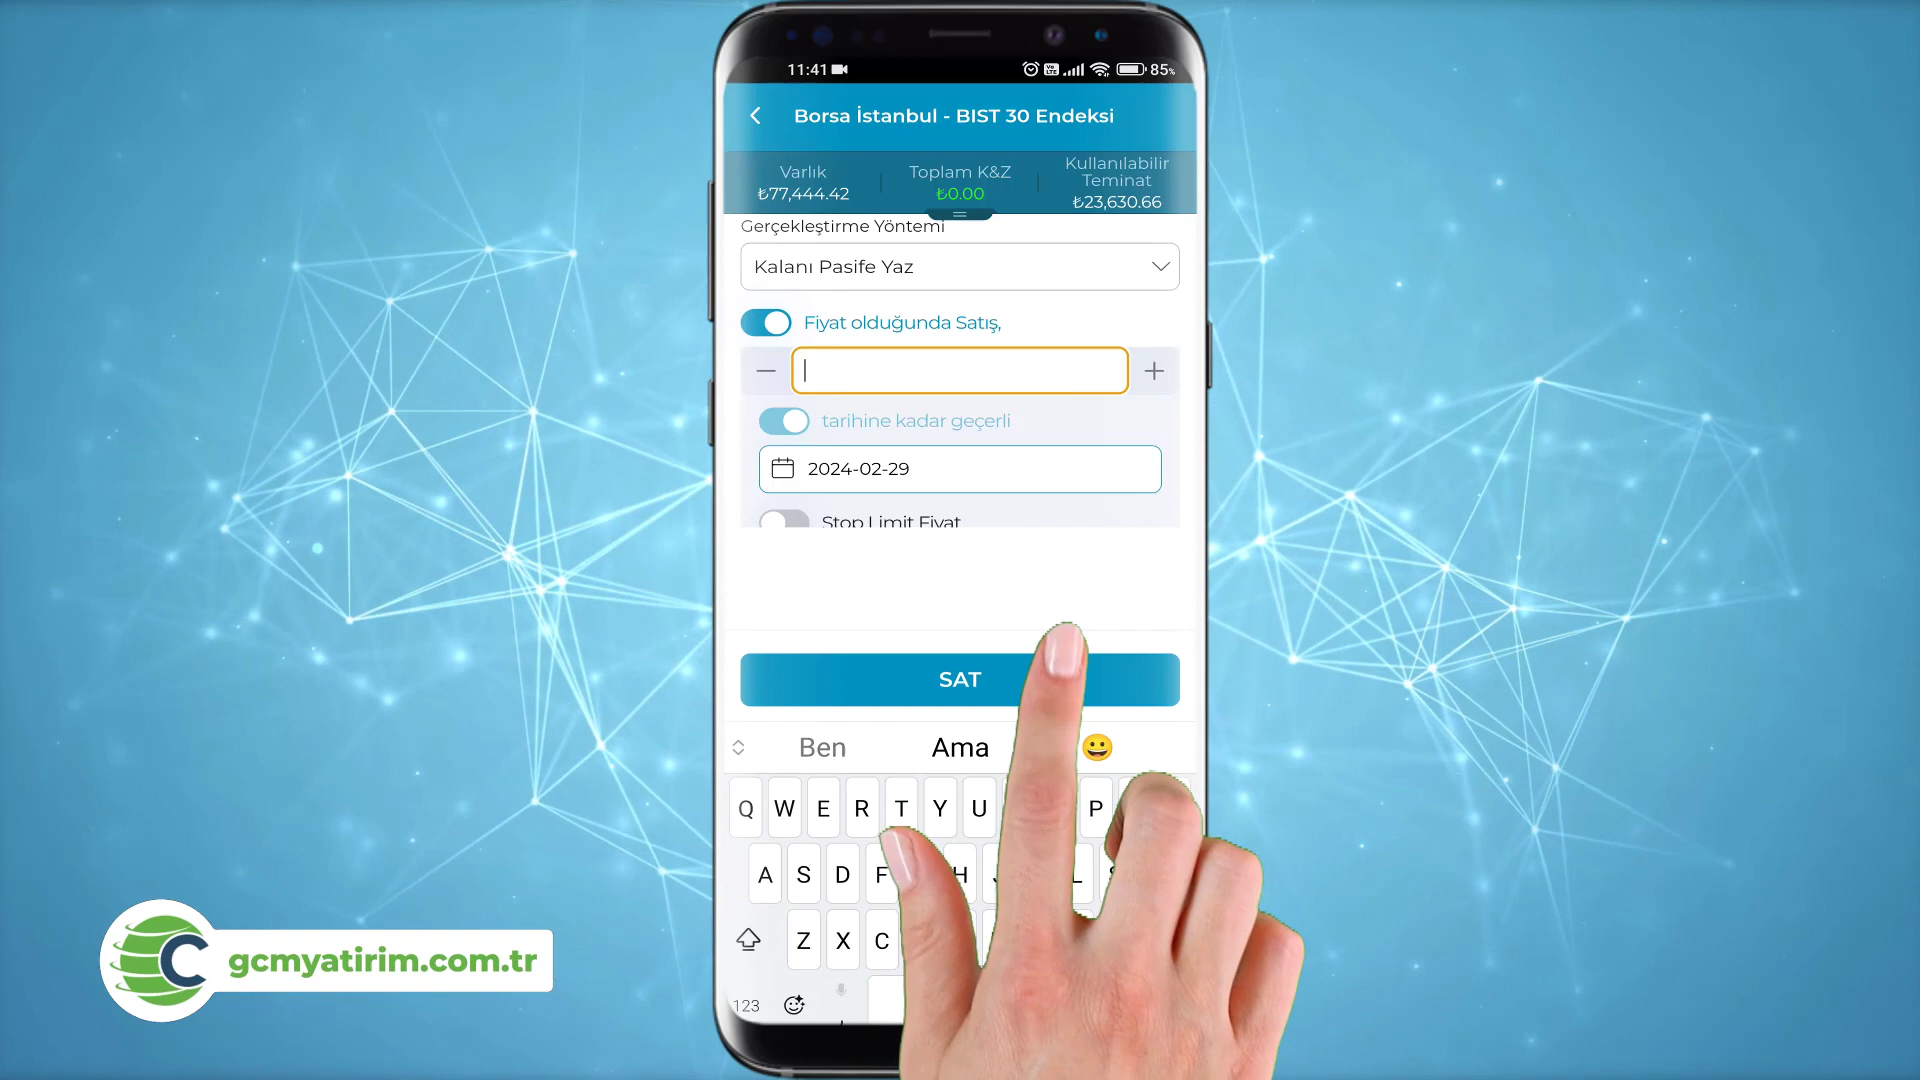 11:41
85%
Borsa İstanbul - BIST 30 Endeksi
Varlık
₺77,444.42
Toplam K&Z
₺0.00
Kullanılabilir
Teminat
₺23,630.66
Gerçekleştirme Yöntemi
Kalanı Pasife Yaz
Fiyat olduğunda Satış,
tarihine kadar geçerli
2024-02-29
Stop Limit Fiyat
SAT
Ben Ama 😀
Q W E R T Y U P
A S D F H L
Z X C
123
C gcmyatirim.com.tr